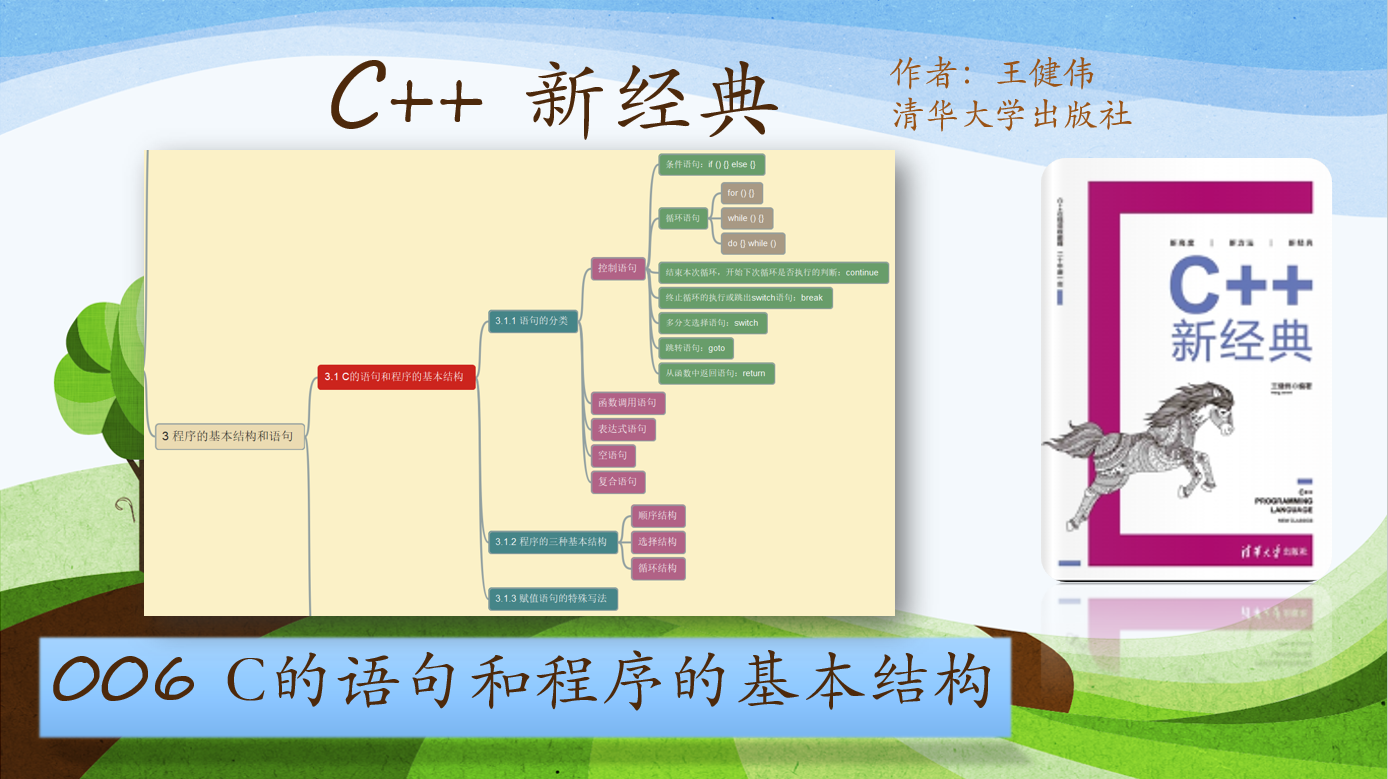 C++ 新经典
作者：王健伟
清华大学出版社
条件语句：if () {} else {}
for () {}
循环语句
while () {}
do {} while ()
控制语句
结束本次循环，开始下次循环是否执行的判断：continue
终止循环的执行或跳出switch语句：break
3.1.1 语句的分类
多分支选择语句：switch
跳转语句：goto
从函数中返回语句：return
3.1 C的语句和程序的基本结构
函数调用语句
表达式语句
3 程序的基本结构和语句
空语句
复合语句
顺序结构
3.1.2 程序的三种基本结构
选择结构
循环结构
3.1.3 赋值语句的特殊写法
新高度 | 新方法 | 新经典
C++
新经典
王健伟◎编著
C++
PROGRAMMING
LANGUAGE
NEW CLASSICS
清华大学出版社
006 C的语句和程序的基本结构